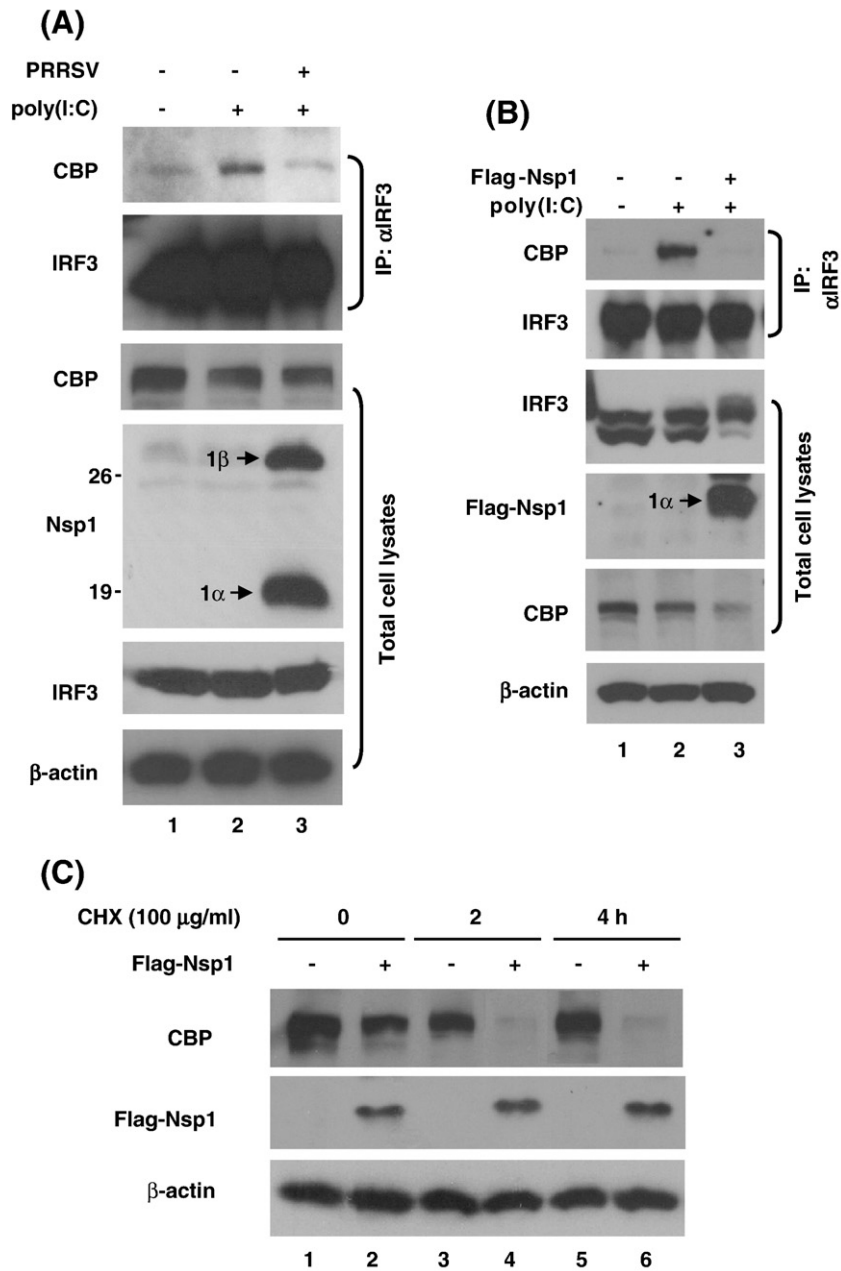 (A)
PRRSV - - +
poly(I:C) - + +
CBP
IRF3
IP: αIRF3
CBP
1β
26
Nsp1
19
1α
IRF3
β-actin
Total cell lysates
1 2 3
(B)
Flag-Nsp1 - - +
poly(I:C) - + +
CBP
IRF3
IP:
αIRF3
IRF3
Flag-Nsp1 1α
CBP
Total cell lysates
β-actin
1 2 3
(C)
CHX (100 μg/ml) 0 2 4 h
Flag-Nsp1 - + - + - +
CBP
Flag-Nsp1
β-actin
1 2 3 4 5 6